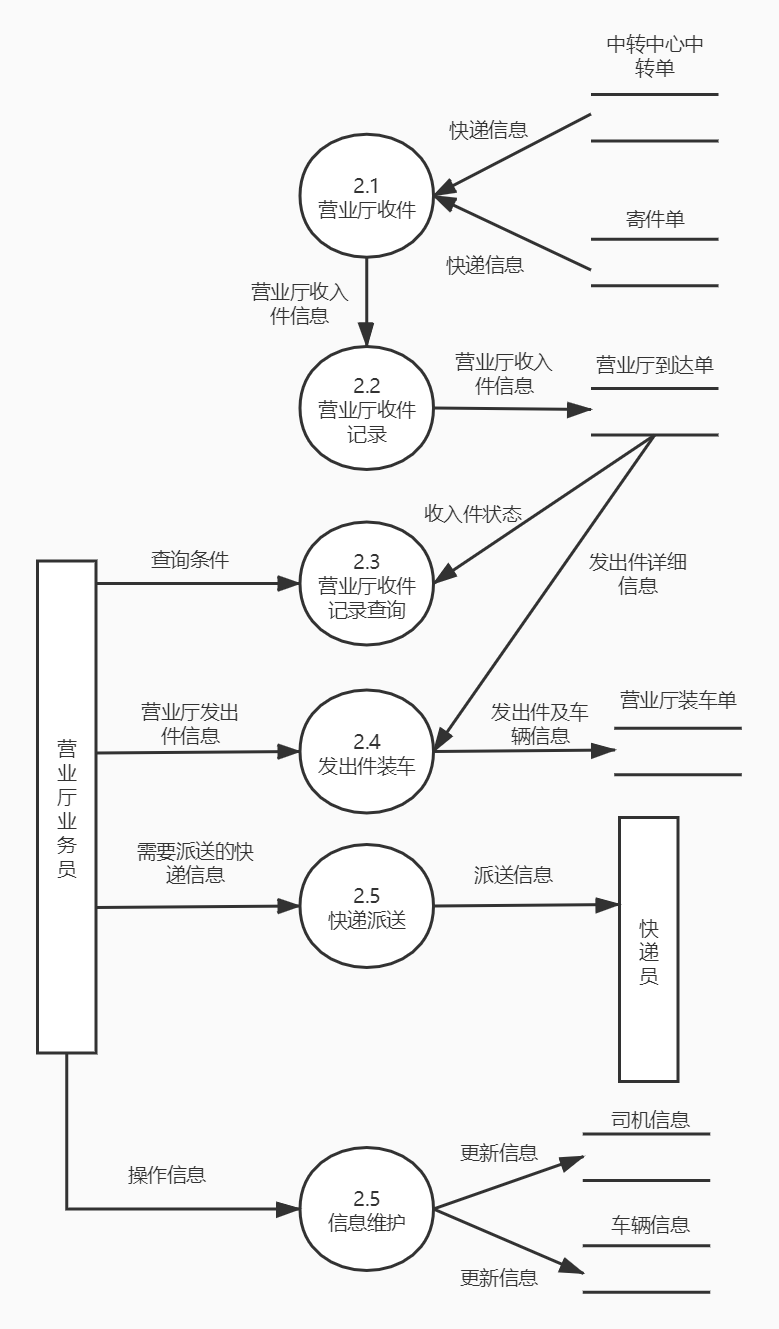 中转中心中
转单
快递信息
2.1
营业厅收件
寄件单
快递信息
营业厅收入
件信息
营业厅收入
件信息
营业厅到达单
2.2
营业厅收件
记录
收入件状态
查询条件
2.3
营业厅收件
记录查询
发出件详细
信息
营业厅发出
件信息
2.4
发出件装车
发出件及车
辆信息
营业厅装车单
营
业
厅
业
务
员
需要派送的快
递信息
2.5
快递派送
派送信息
快
递
员
司机信息
更新信息
操作信息
2.5
信息维护
车辆信息
更新信息